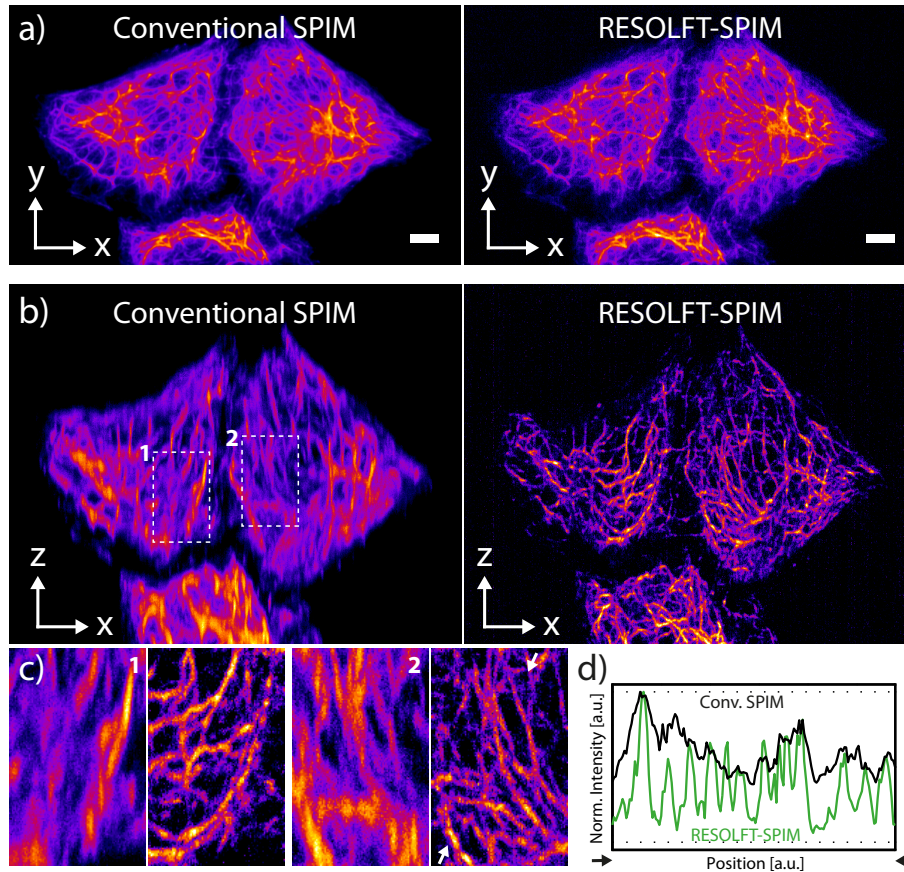 a) Conventional SPIM RESOLFT-SPIM
y y
x x
b) Conventional SPIM RESOLFT-SPIM
2
1
z z
x x
c) 1 2 d)
Conv. SPIM
Norm. Intensity [a.u.]
RESOLFT-SPIM
Position [a.u.]